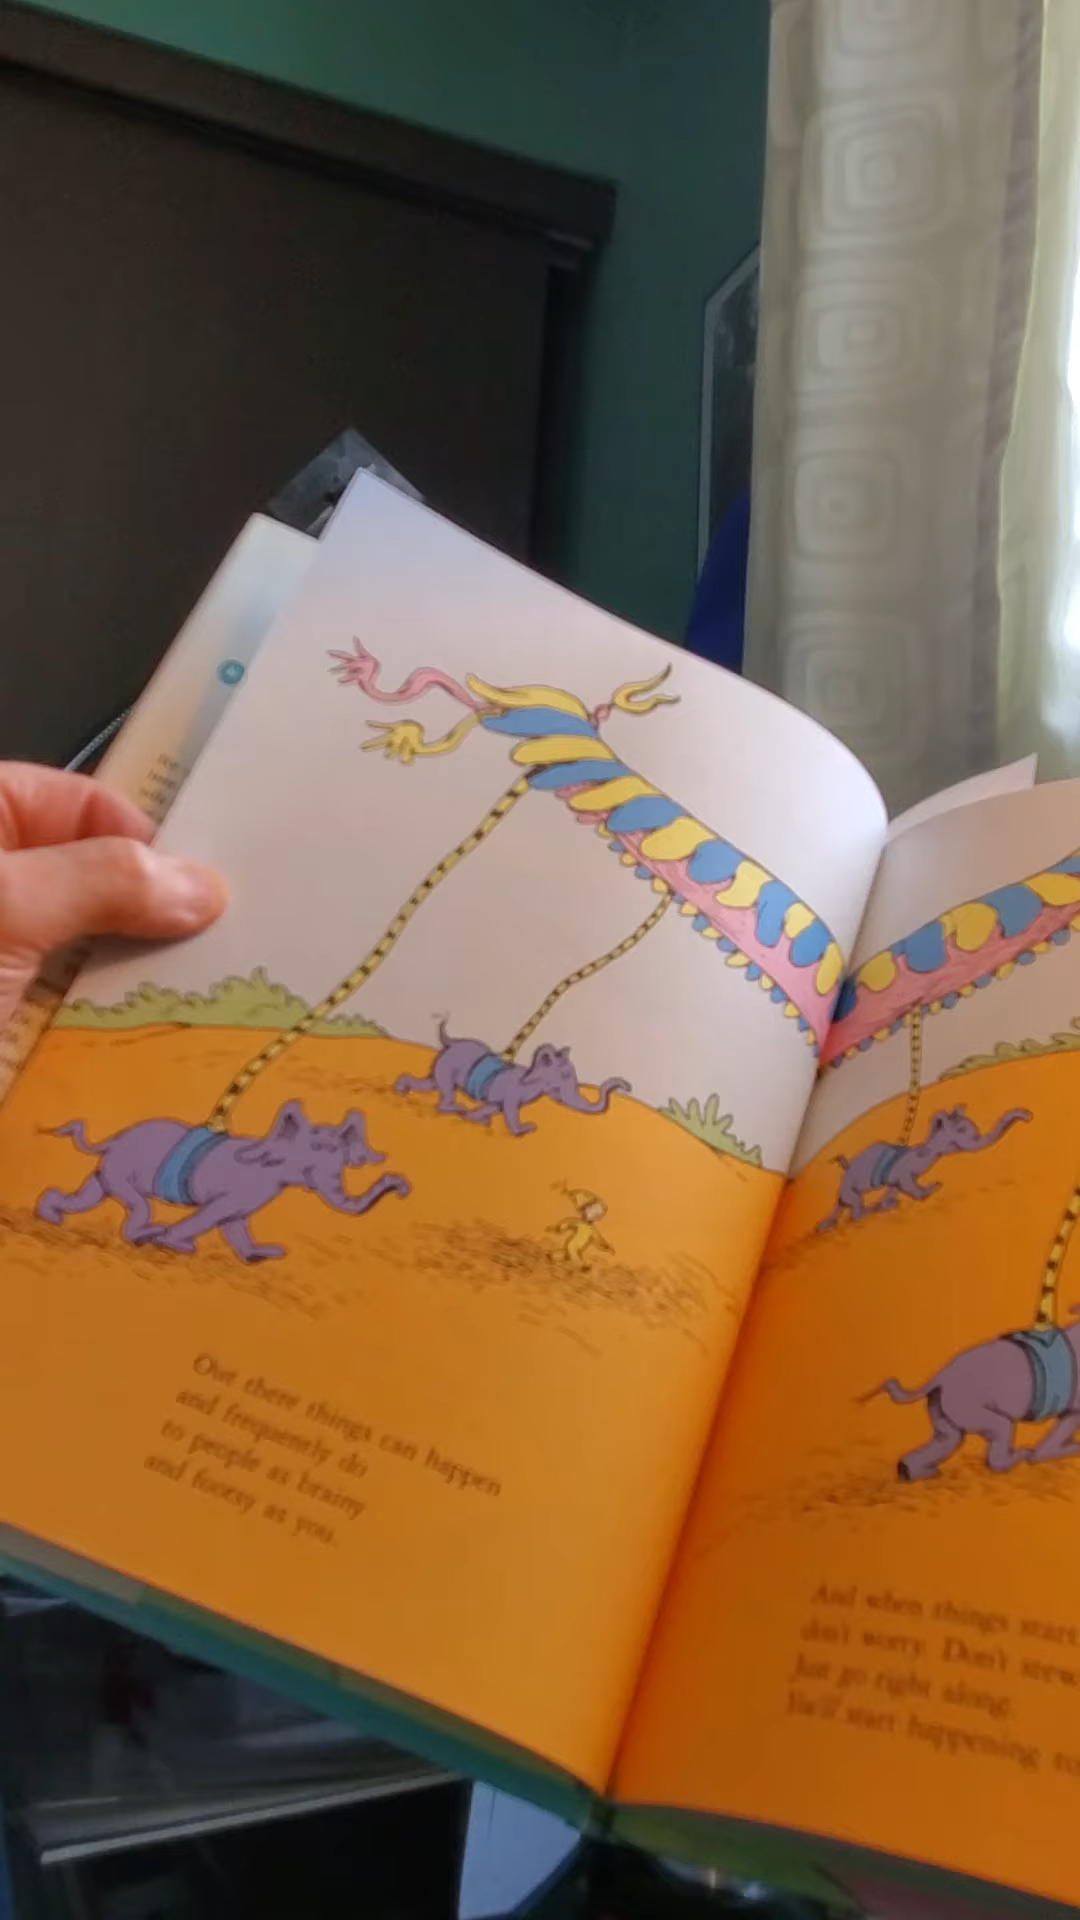 Out there things can happen
and frequently do
to people as brainy
and footsy as you.
And when things start
don't worry. Don't stew.
Just go right along.
You'll start happening to